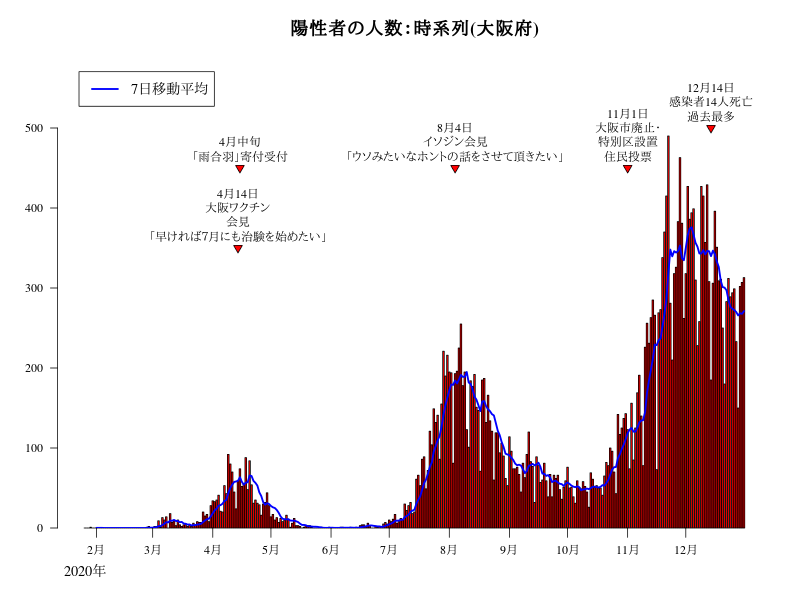 陽性者の人数:時系列(大阪府)
7日移動平均
12月14日
感染者14人死亡
過去最多
11月1日
大阪市廃止・
特別区設置
住民投票
8月4日
イソジン会見
「ウソみたいなホントの話をさせて頂きたい」
4月中旬
「雨合羽」寄付受付
4月14日
大阪ワクチン
会見
「早ければ7月にも治験を始めたい」
500
400
300
200
100
0
2月 3月 4月 5月 6月 7月 8月 9月 10月 11月 12月
2020年